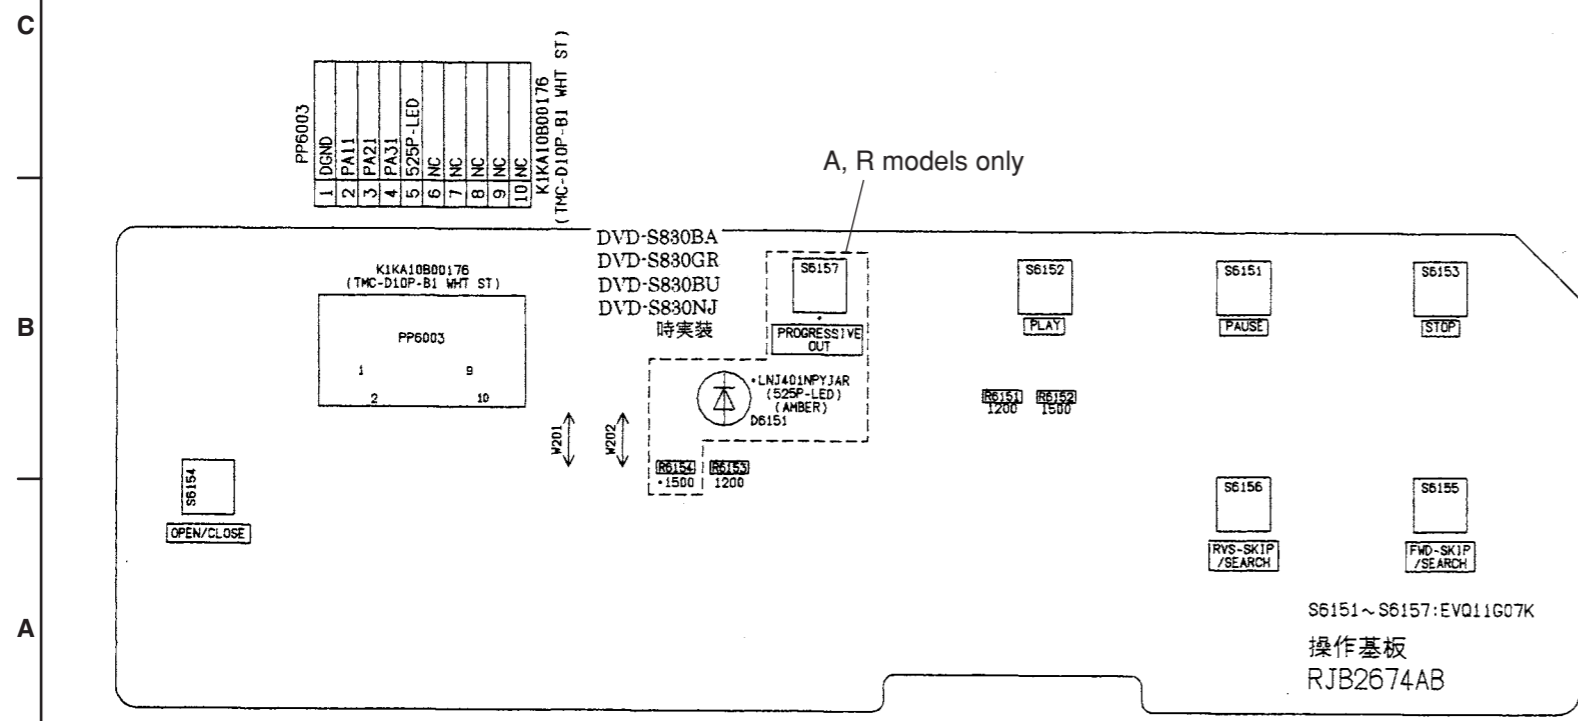 C
PP6003
1 DGND
2 PA11
3 PA21
4 PA31
5 525P-LED
6 NC
7 NC
8 NC
9 NC
10 NC
K1KA10B00176
(TMC-D10P-B1 WHT ST)
A, R models only
DVD-S830BA
DVD-S830GR
DVD-S830BU
DVD-S830NJ
時実装
K1KA10B00176
(TMC-D10P-B1 WHT ST)
PP6003
1 9
2 10
S6157
PROGRESSIVE
OUT
S6152
PLAY
S6151
PAUSE
S6153
STOP
B
•LNJ401NPYJAR
(525P-LED)
(AMBER)
D6151
R6151
1200
R6152
1500
W201
W202
R6154
•1500
R6153
1200
S6154
OPEN/CLOSE
S6156
RVS-SKIP
/SEARCH
S6155
FWD-SKIP
/SEARCH
A
S6151~S6157:EVQ11G07K
操作基板
RJB2674AB